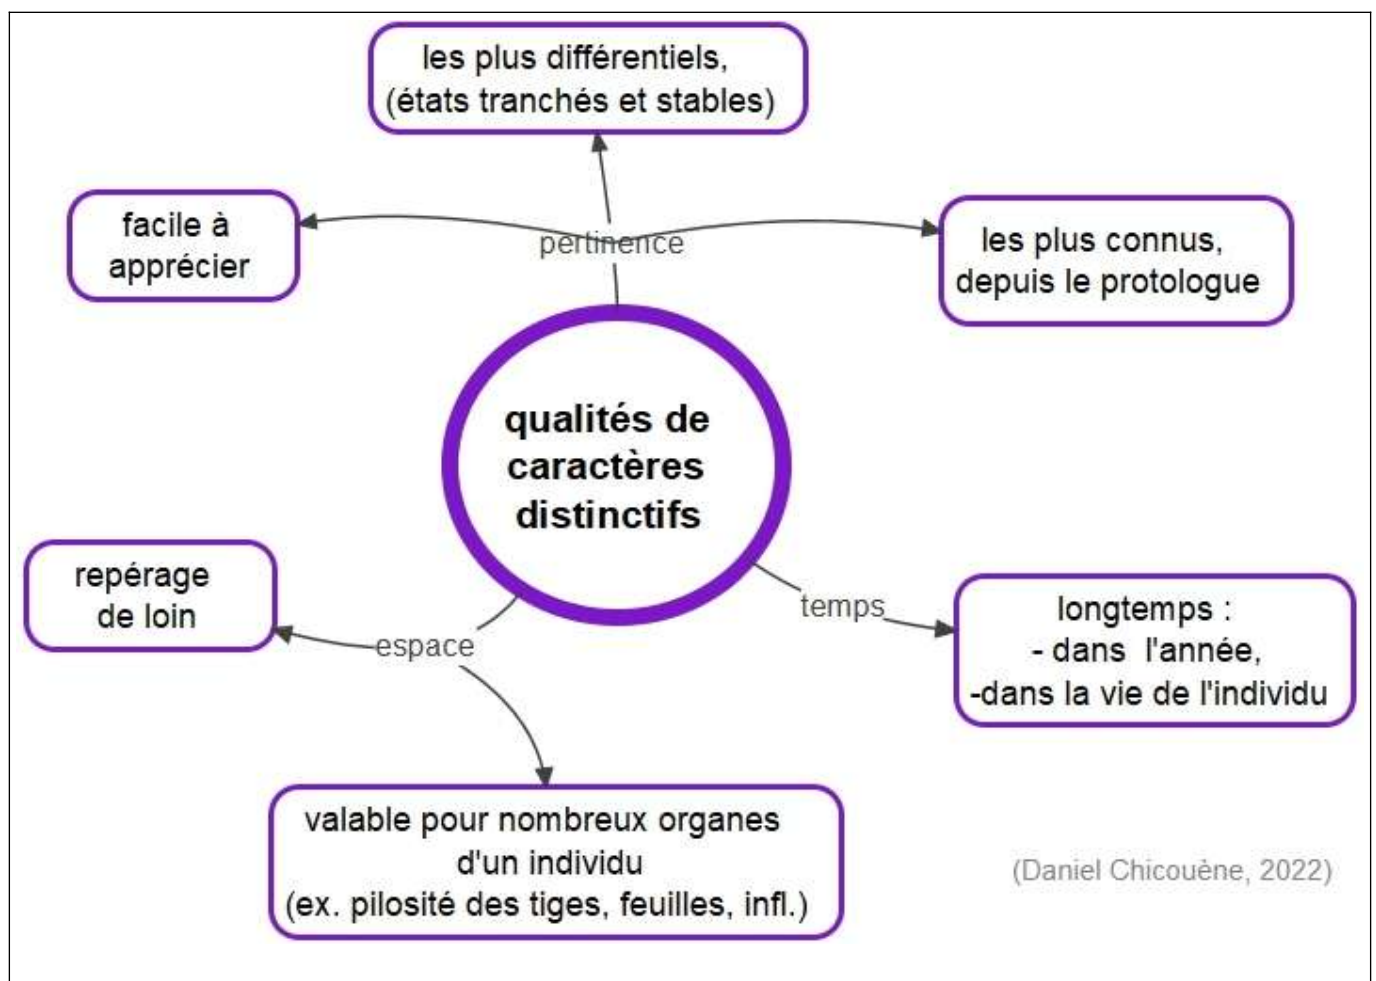 les plus différentiels,
(états tranchés et stables)
facile à
apprécier
pertinence
les plus connus,
depuis le protologue
qualités de
caractères
distinctifs
repérage
de loin
espace
temps
longtemps :
- dans l'année,
-dans la vie de l'individu
valable pour nombreux organes
d'un individu
(ex. pilosité des tiges, feuilles, infl.)
(Daniel Chicouène, 2022)